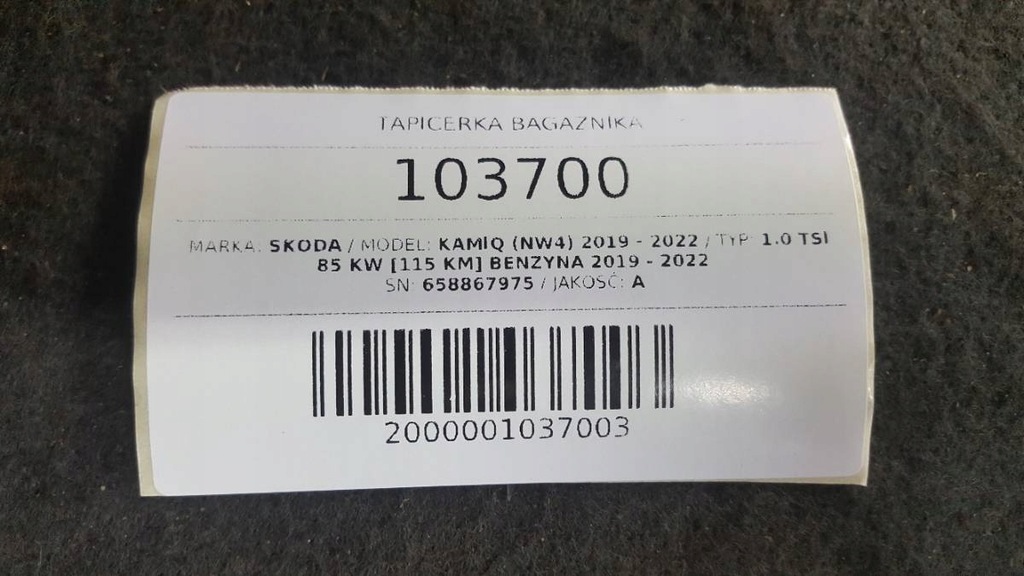 TAPICERKA BAGAŻNIKA
103700
MARKA: SKODA / MODEL: KAMIQ (NW4) 2019 - 2022 / TYP: 1.0 TSI
85 KW [115 KM] BENZYNA 2019 - 2022
SN: 658867975 / JAKOŚĆ: A
2000001037003